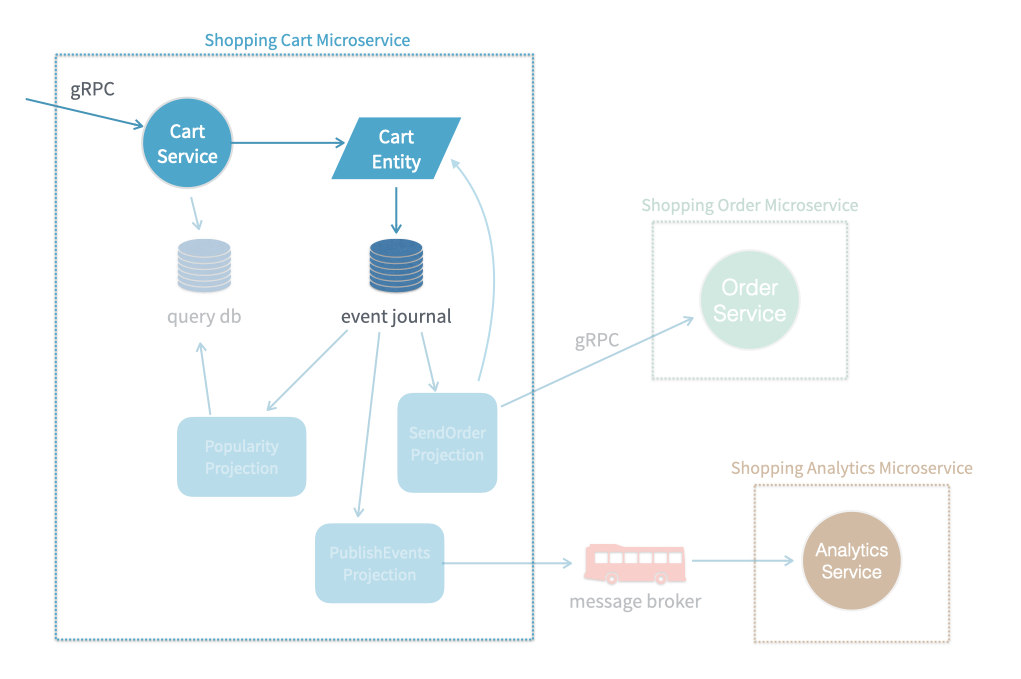 Shopping Cart Microservice
gRPC
Cart
Service
Cart
Entity
query db
event journal
Popularity
Projection
SendOrder
Projection
PublishEvents
Projection
Shopping Order Microservice
Order
Service
gRPC
Shopping Analytics Microservice
Analytics
Service
message broker